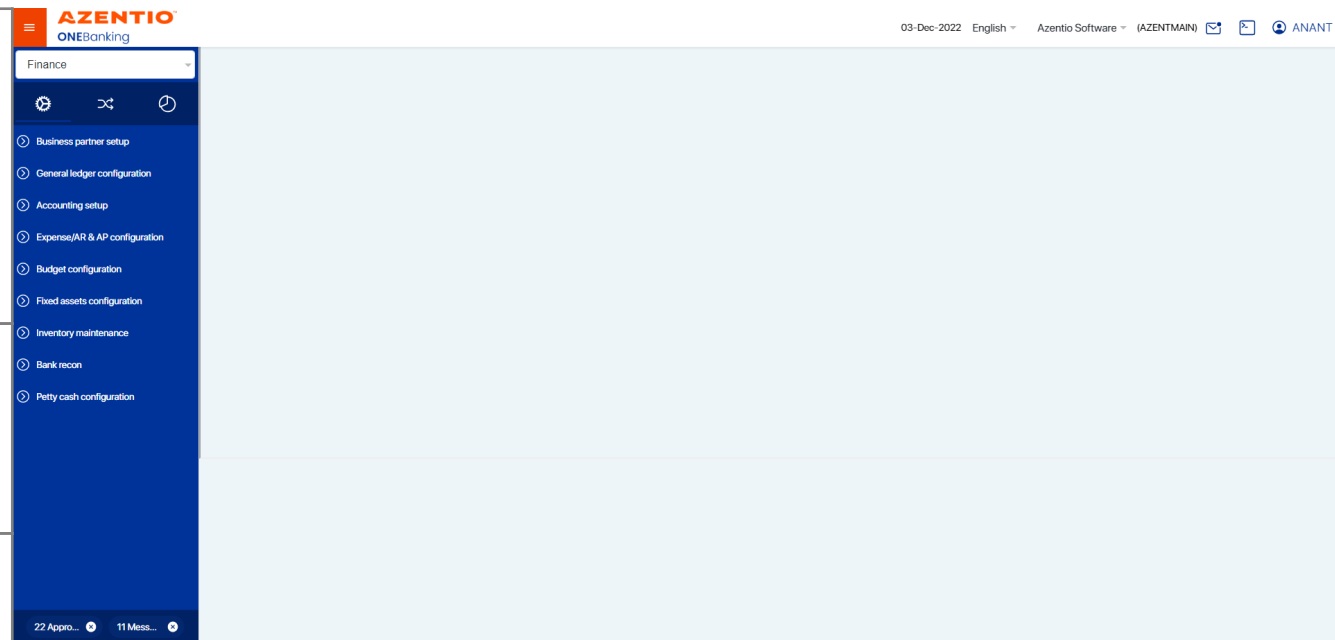 AZENTIO
ONEBanking
03-Dec-2022 English Azentio Software (AZENTMAIN) ANANT
Finance
Business partner setup
General ledger configuration
Accounting setup
Expense/AR & AP configuration
Budget configuration
Fixed assets configuration
Inventory maintenance
Bank recon
Petty cash configuration
22 Appro... 11 Mess...